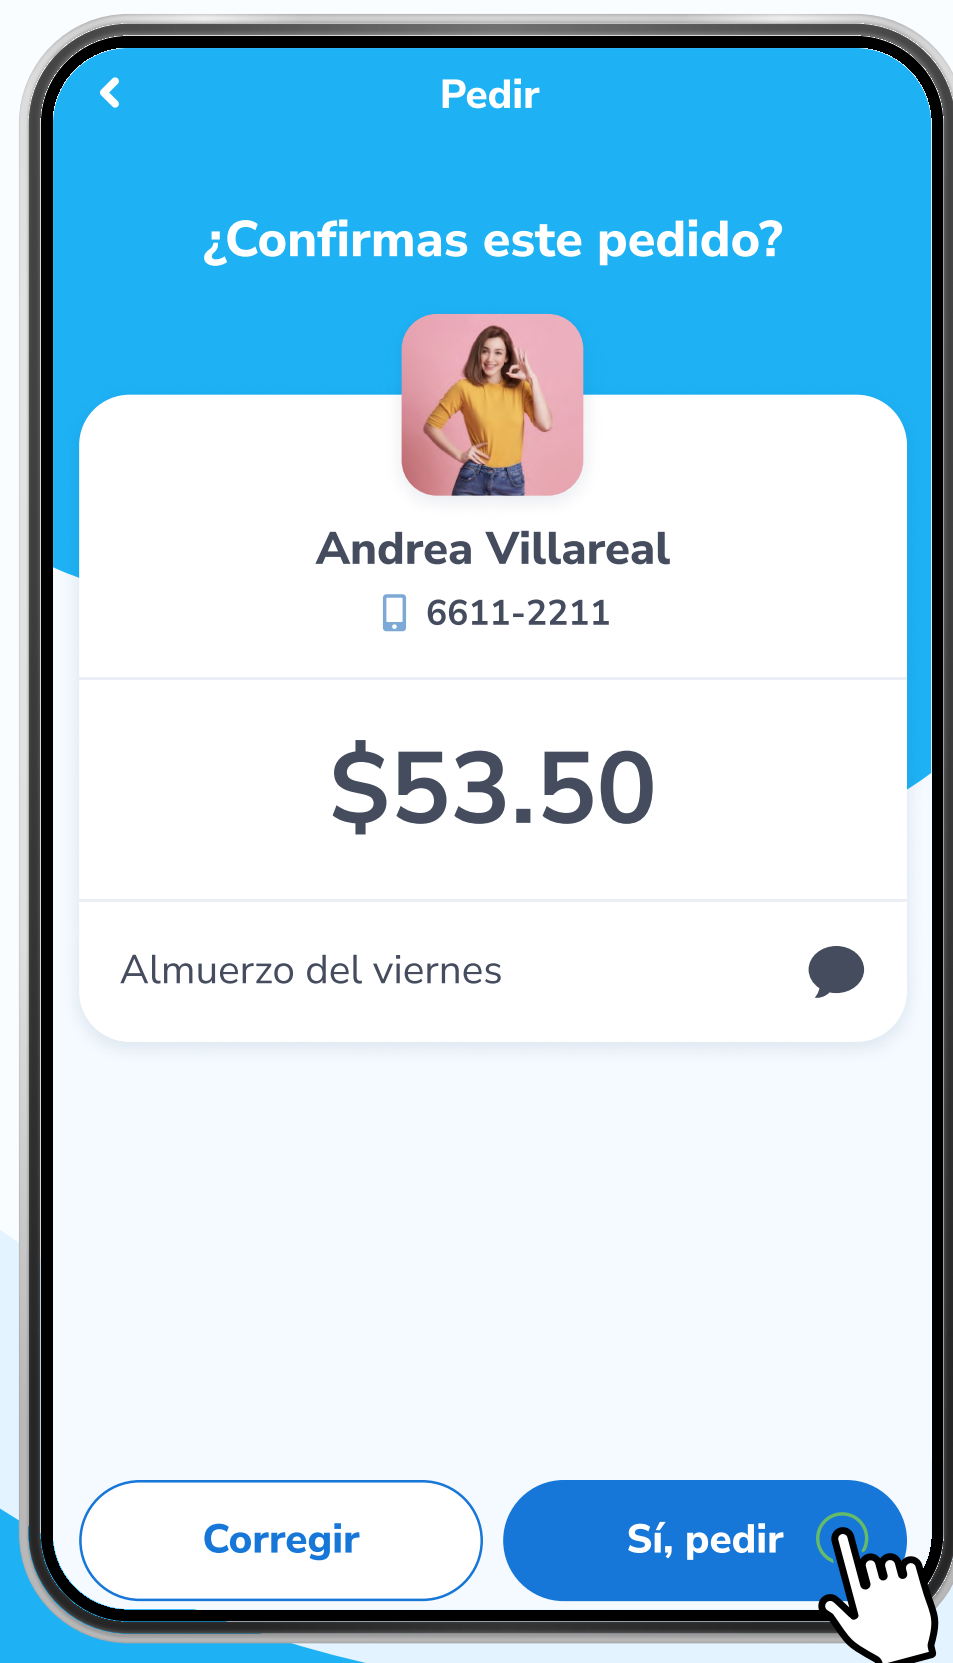 Pedir
¿Confirmas este pedido?
Andrea Villareal
6611-2211
$53.50
Almuerzo del viernes
Corregir
Sí, pedir